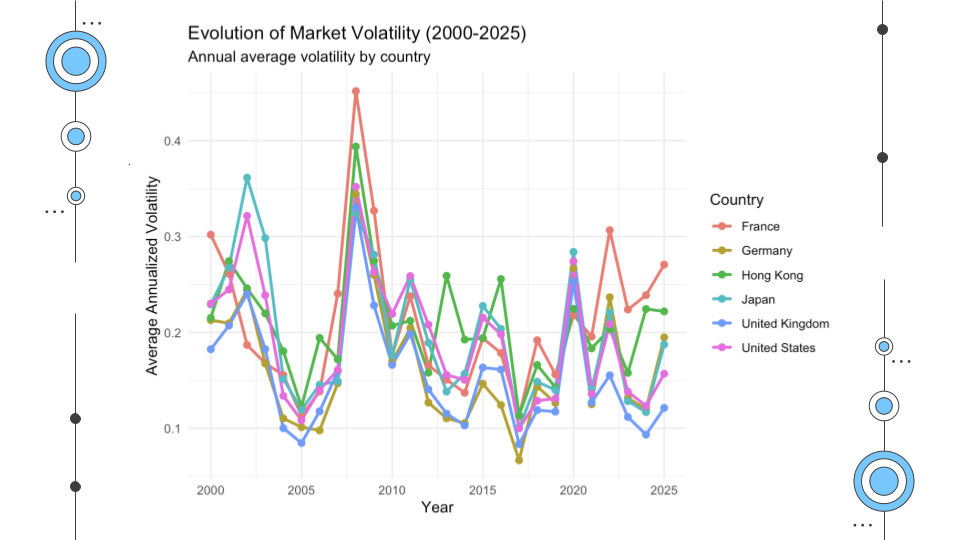 Evolution of Market Volatility (2000-2025)
Annual average volatility by country
Average Annualized Volatility
0.4
0.3
0.2
0.1
2000 2005 2010 2015 2020 2025
Year
Country
France
Germany
Hong Kong
Japan
United Kingdom
United States